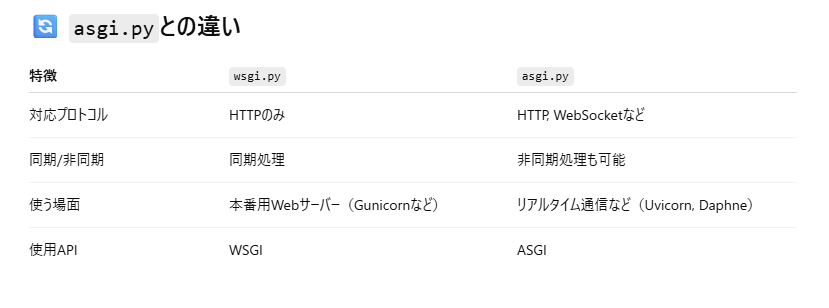 asgi.pyとの違い
特徴 wsgi.py asgi.py
対応プロトコル HTTPのみ HTTP, WebSocketなど
同期/非同期 同期処理 非同期処理も可能
使う場面 本番用Webサーバー（Gunicornなど） リアルタイム通信など（Uvicorn, Daphne）
使用API WSGI ASGI